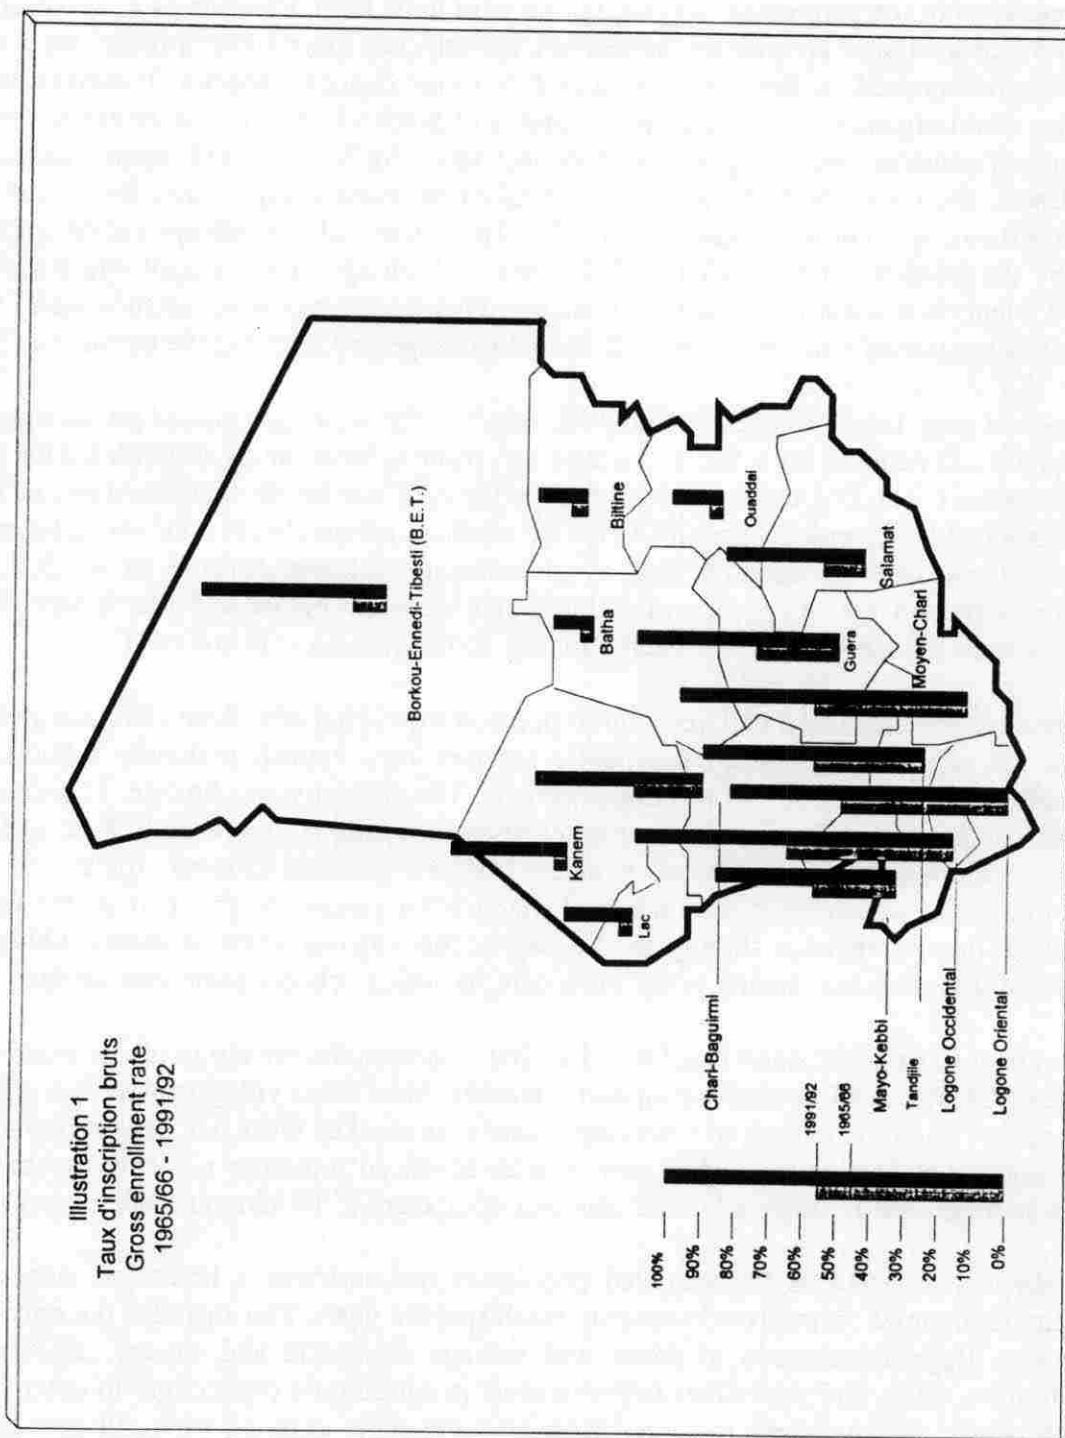 Illustration 1
Taux d'inscription bruts
Gross enrollment rate
1965/66 - 1991/92
Borkou-Ennedi-Tibesti (B.E.T.)
Biltine
Batha
Kanem
Lac
Ouaddai
Salamat
Guera
Moyen-Chari
Chari-Baguirmi
Mayo-Kebbi
Tandjile
Logone Occidental
Logone Oriental
1991/92
1965/66
100%
90%
80%
70%
60%
50%
40%
30%
20%
10%
0%